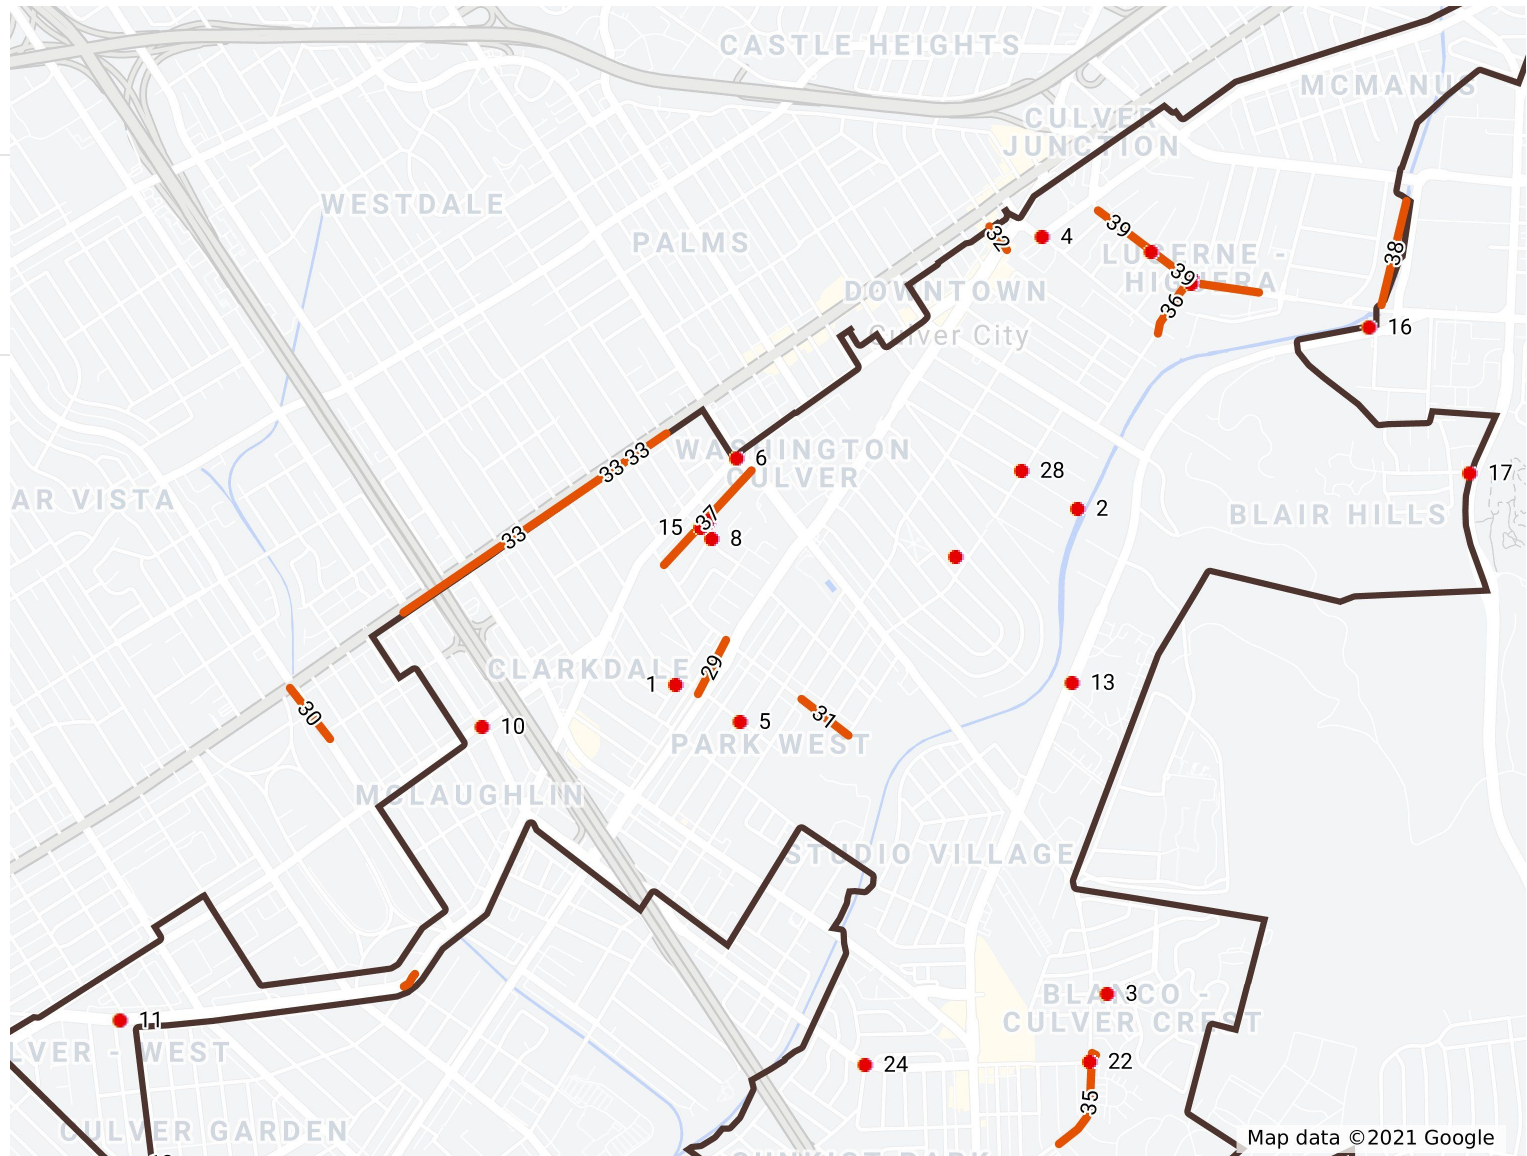 CASTLE HEIGHTS
MCMANUS
CULVER
JUNCTION
WESTDALE
PALMS
32
4
39
LUCERNE -
HIGUERA
39
38
36
DOWNTOWN
Culver City
16
33
33
WASHINGTON
CULVER
6
28
17
AR VISTA
2
BLAIR HILLS
33
15
37
8
CLARKDALE
29
1
13
30
10
31
5
PARK WEST
MCLAUGHLIN
STUDIO VILLAGE
3
BLANCO -
CULVER CREST
11
LVER - WEST
24
22
35
CULVER GARDEN
Map data ©2021 Google
SUNKIST PARK